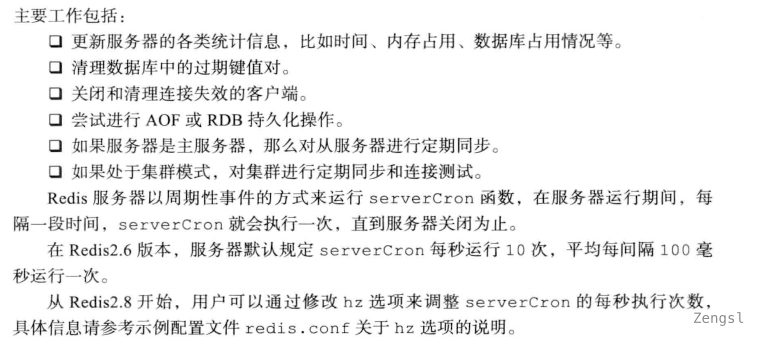 主要工作包括：
❑ 更新服务器的各类统计信息，比如时间、内存占用、数据库占用情况等。
❑ 清理数据库中的过期键值对。
❑ 关闭和清理连接失效的客户端。
❑ 尝试进行 AOF 或 RDB 持久化操作。
❑ 如果服务器是主服务器，那么对从服务器进行定期同步。
❑ 如果处于集群模式，对集群进行定期同步和连接测试。
Redis 服务器以周期性事件的方式来运行 serverCron 函数，在服务器运行期间，每
隔一段时间，serverCron 就会执行一次，直到服务器关闭为止。
在 Redis2.6 版本，服务器默认规定 serverCron 每秒运行 10 次，平均每间隔 100 毫
秒运行一次。
从 Redis2.8 开始，用户可以通过修改 hz 选项来调整 serverCron 的每秒执行次数，
具体信息请参考示例配置文件 redis.conf 关于 hz 选项的说明。
Zengsl